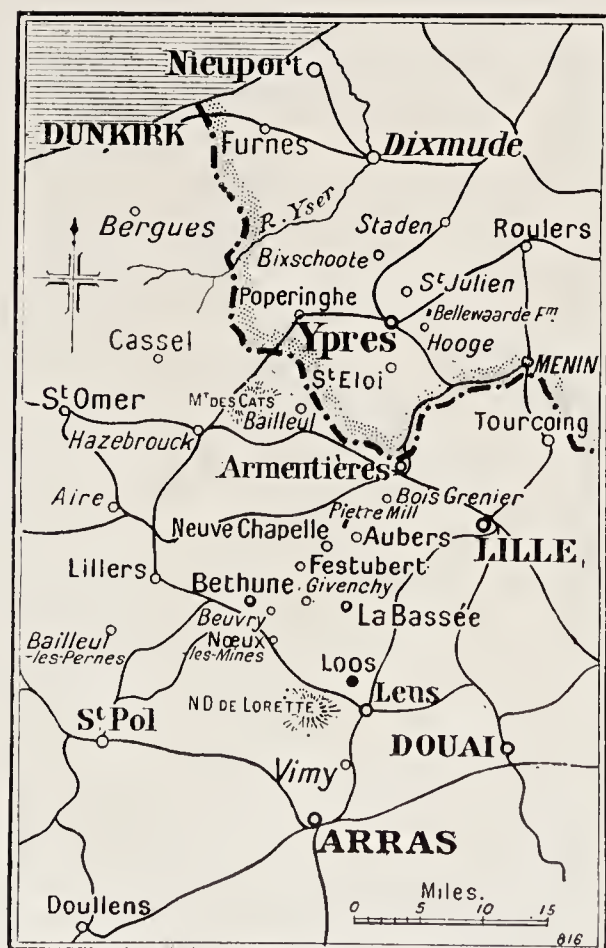 Nieuport
DUNKIRK
Furnes
Dixmude
R. Yser
Bergues
Staden
Roulers
Bixschoote
St Julien
Poperinghe
Bellewaarde Fm
Ypres
Hooge
Cassel
St Eloi
MENIN
Mt DES CATS
St Omer
Bailleul
Tourcoing
Hazebrouck
Armentières
Aire
Bois Grenier
Pietre Mill
Neuve Chapelle
Aubers
LILLE
Festubert
Lillers
Bethune
Givenchy
Beuvry
La Bassée
Bailleul
-les-Pernes
Nœux
-les-Mines
Loos
ND DE LORETTE
Lens
St Pol
DOUAI
Vimy
ARRAS
Doullens
Miles.
0 5 10 15
816